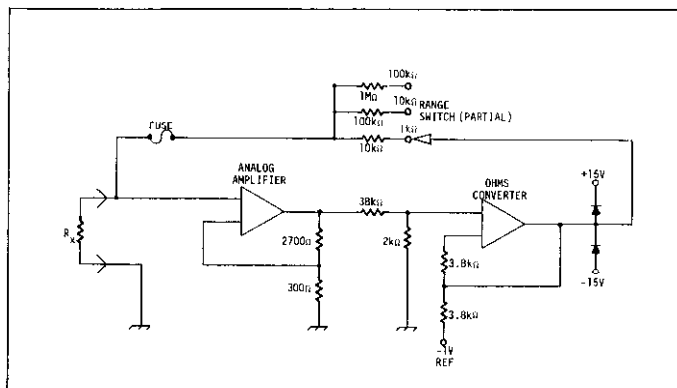 100kΩ
1MΩ
10kΩ
RANGE
SWITCH (PARTIAL)
100kΩ
1kΩ
10kΩ
FUSE
ANALOG
AMPLIFIER
38kΩ
OHMS
CONVERTER
+15V
Rx
2700Ω
2kΩ
3.8kΩ
300Ω
-15V
3.8kΩ
-1V
REF